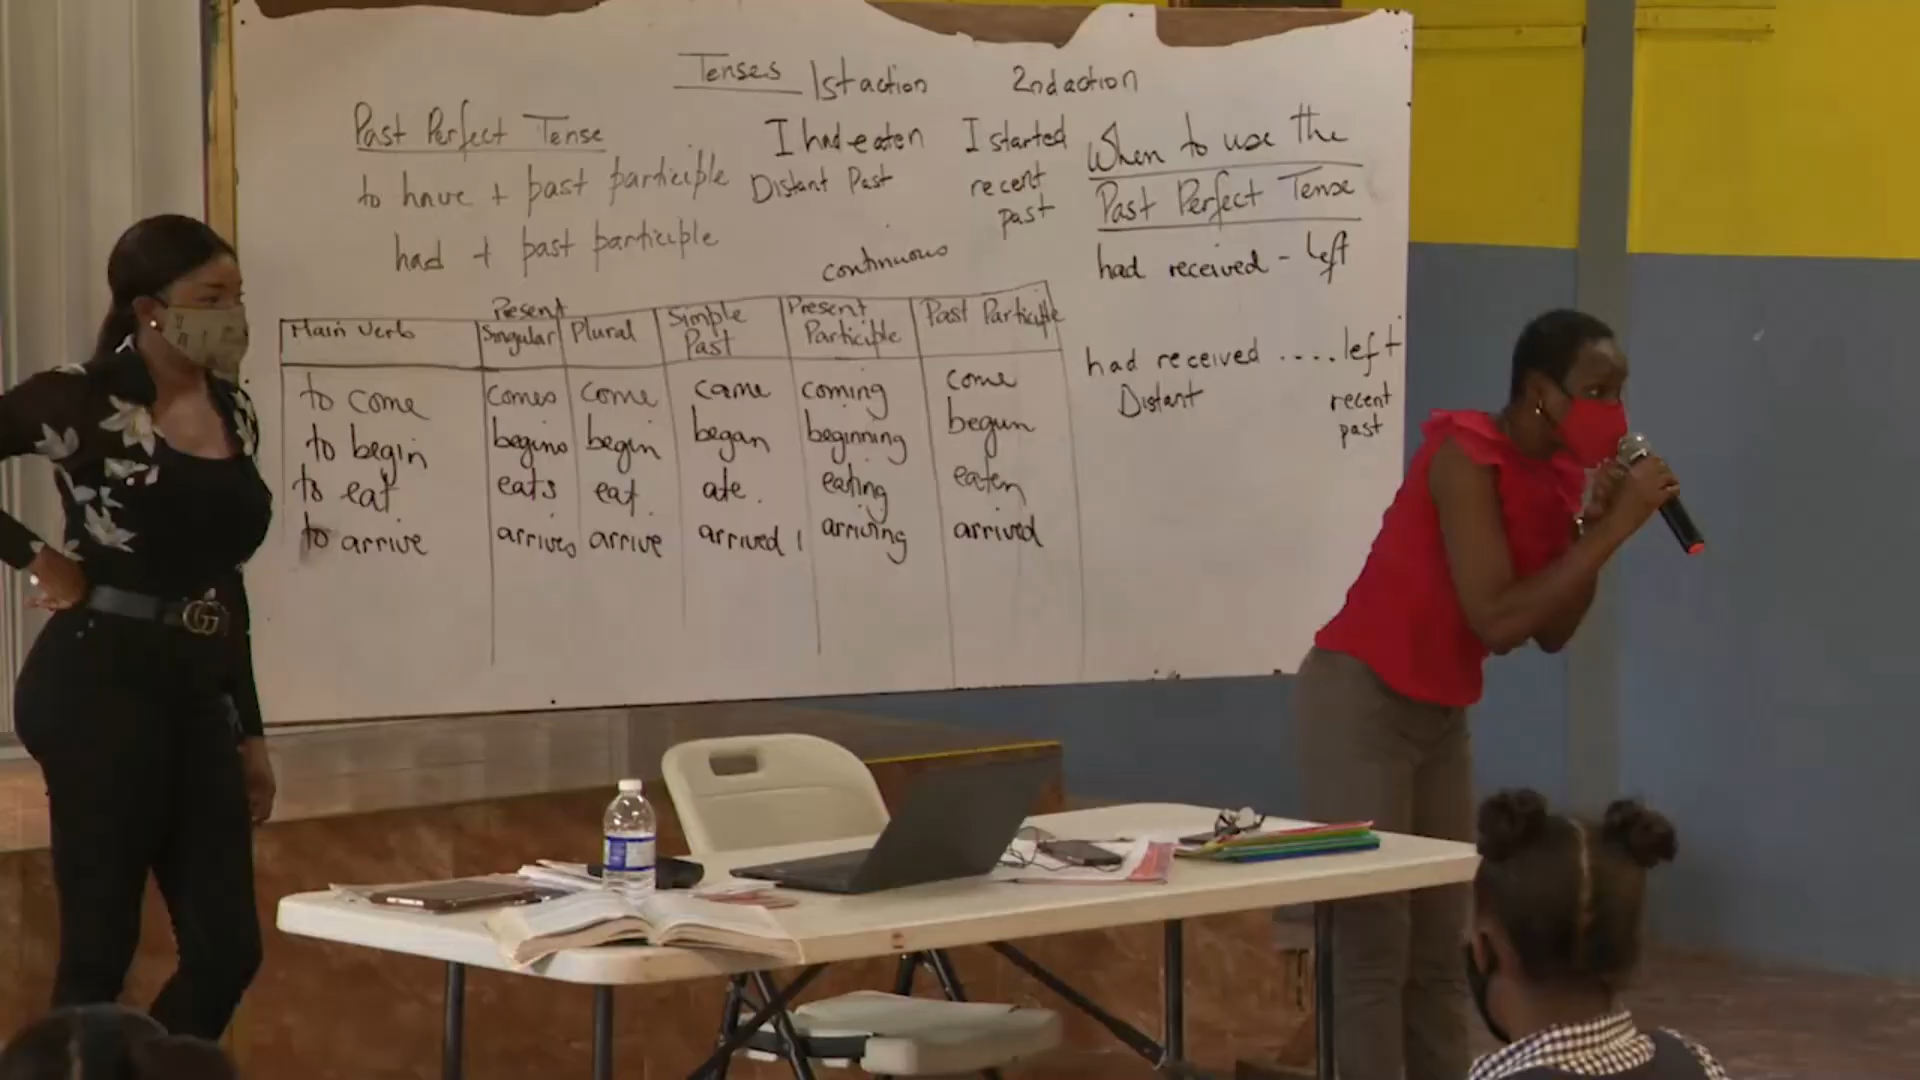 Tenses
1st action 2nd action
Past Perfect Tense
to have + past participle
had + past participle
I had eaten I started
Distant Past recent
past
continuous
When to use the
Past Perfect Tense
had received - left
had received ....left
Distant recent
past
Main Verb Present Singular Plural Simple Past Present Participle Past Participle
to come comes come came coming come
to begin begins begin began beginning begun
to eat eats eat ate. eating eaten
to arrive arrives arrive arrived arriving arrived